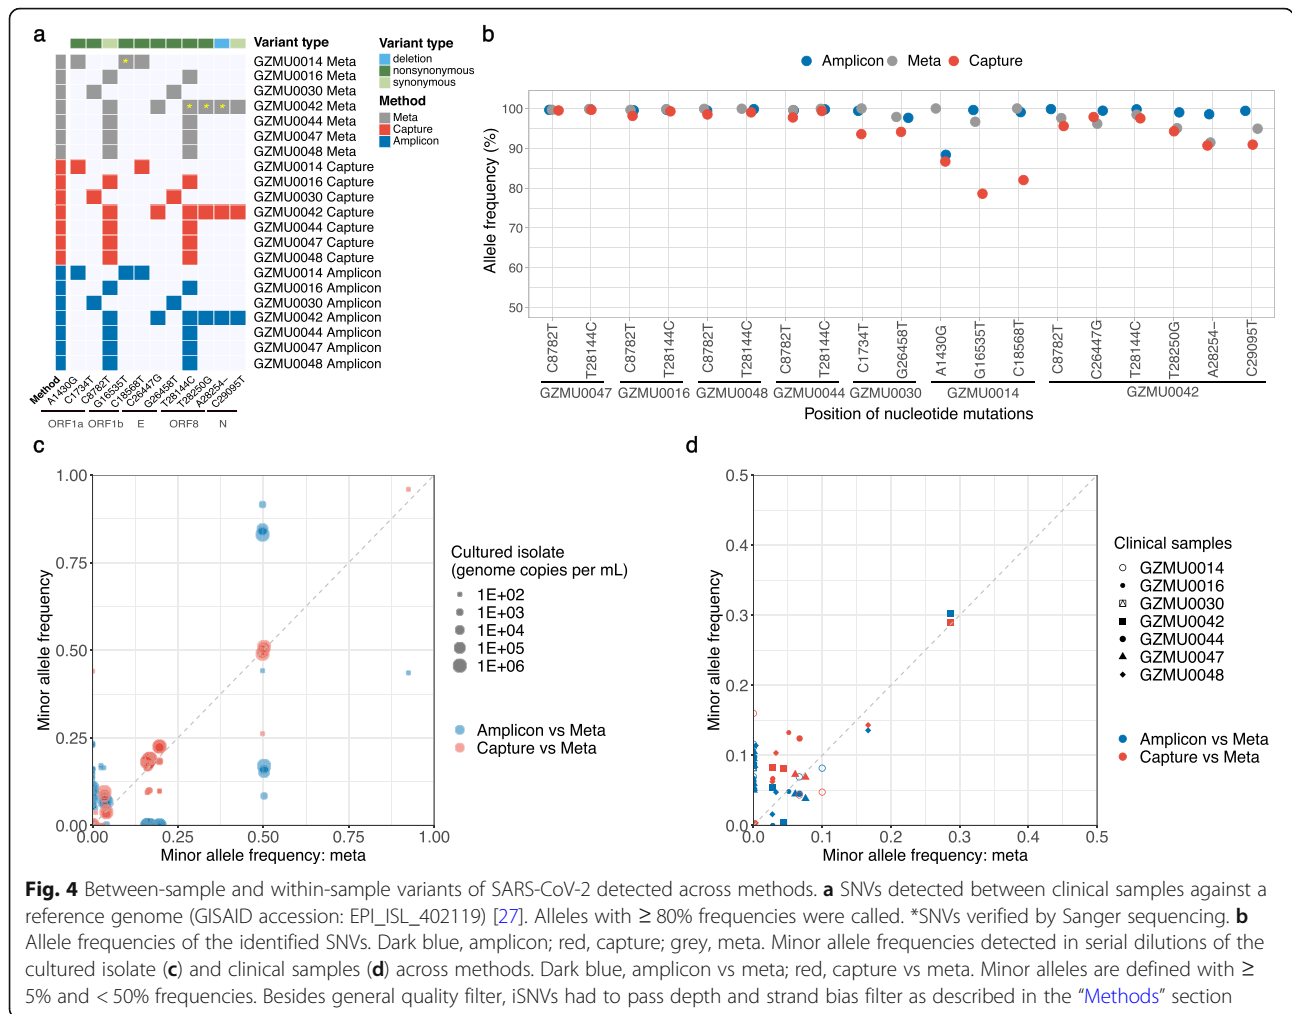 a
Variant type
GZMU0014 Meta
GZMU0016 Meta
GZMU0030 Meta
GZMU0042 Meta
GZMU0044 Meta
GZMU0047 Meta
GZMU0048 Meta
GZMU0014 Capture
GZMU0016 Capture
GZMU0030 Capture
GZMU0042 Capture
GZMU0044 Capture
GZMU0047 Capture
GZMU0048 Capture
GZMU0014 Amplicon
GZMU0016 Amplicon
GZMU0030 Amplicon
GZMU0042 Amplicon
GZMU0044 Amplicon
GZMU0047 Amplicon
GZMU0048 Amplicon
Variant type
deletion
nonsynonymous
synonymous
Method
Meta
Capture
Amplicon
* * * *
Method A1430G C1734T C8782T G16535T C18568T C26447G G26458T T28144C T28250G A28254− C29095T
ORF1a ORF1b E ORF8 N
b
Amplicon Meta Capture
Allele frequency (%)
100
90
80
70
60
50
C8782T T28144C C8782T T28144C C8782T T28144C C8782T T28144C C1734T G26458T A1430G G16535T C18568T C8782T C26447G T28144C T28250G A28254− C29095T
GZMU0047 GZMU0016 GZMU0048 GZMU0044 GZMU0030 GZMU0014 GZMU0042
Position of nucleotide mutations
c
Minor allele frequency
1.00
0.75
0.50
0.25
0.00
0.00 0.25 0.50 0.75 1.00
Minor allele frequency: meta
Cultured isolate
(genome copies per mL)
1E+02
1E+03
1E+04
1E+05
1E+06
Amplicon vs Meta
Capture vs Meta
d
Minor allele frequency
0.5
0.4
0.3
0.2
0.1
0.0
0.0 0.1 0.2 0.3 0.4 0.5
Minor allele frequency: meta
Clinical samples
GZMU0014
GZMU0016
GZMU0030
GZMU0042
GZMU0044
GZMU0047
GZMU0048
Amplicon vs Meta
Capture vs Meta
Fig. 4 Between-sample and within-sample variants of SARS-CoV-2 detected across methods. a SNVs detected between clinical samples against a
reference genome (GISAID accession: EPI_ISL_402119) [27]. Alleles with ≥ 80% frequencies were called. *SNVs verified by Sanger sequencing. b
Allele frequencies of the identified SNVs. Dark blue, amplicon; red, capture; grey, meta. Minor allele frequencies detected in serial dilutions of the
cultured isolate (c) and clinical samples (d) across methods. Dark blue, amplicon vs meta; red, capture vs meta. Minor alleles are defined with ≥
5% and < 50% frequencies. Besides general quality filter, iSNVs had to pass depth and strand bias filter as described in the “Methods” section